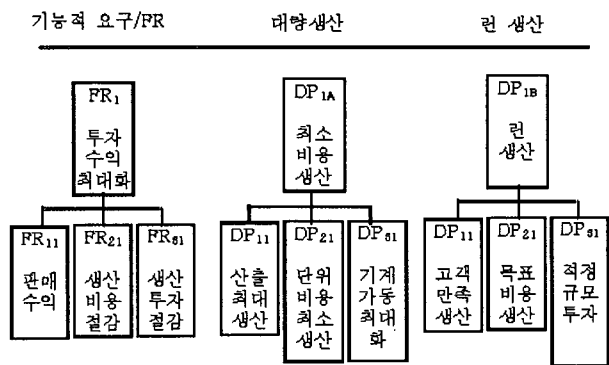 기능적 요구/FR 대량생산 런 생산
FR₁
투자
수익
최대화
DP₁ₐ
최소
비용
생산
DP₁B
런
생산
FR₁₁
판매
수익
FR₂₁
생산
비용
절감
FR₃₁
생산
투자
절감
DP₁₁
산출
최대
생산
DP₂₁
단위
비용
최소
생산
DP₃₁
기계
가동
최대
화
DP₁₁
고객
만족
생산
DP₂₁
목표
비용
생산
DP₃₁
적정
규모
투자